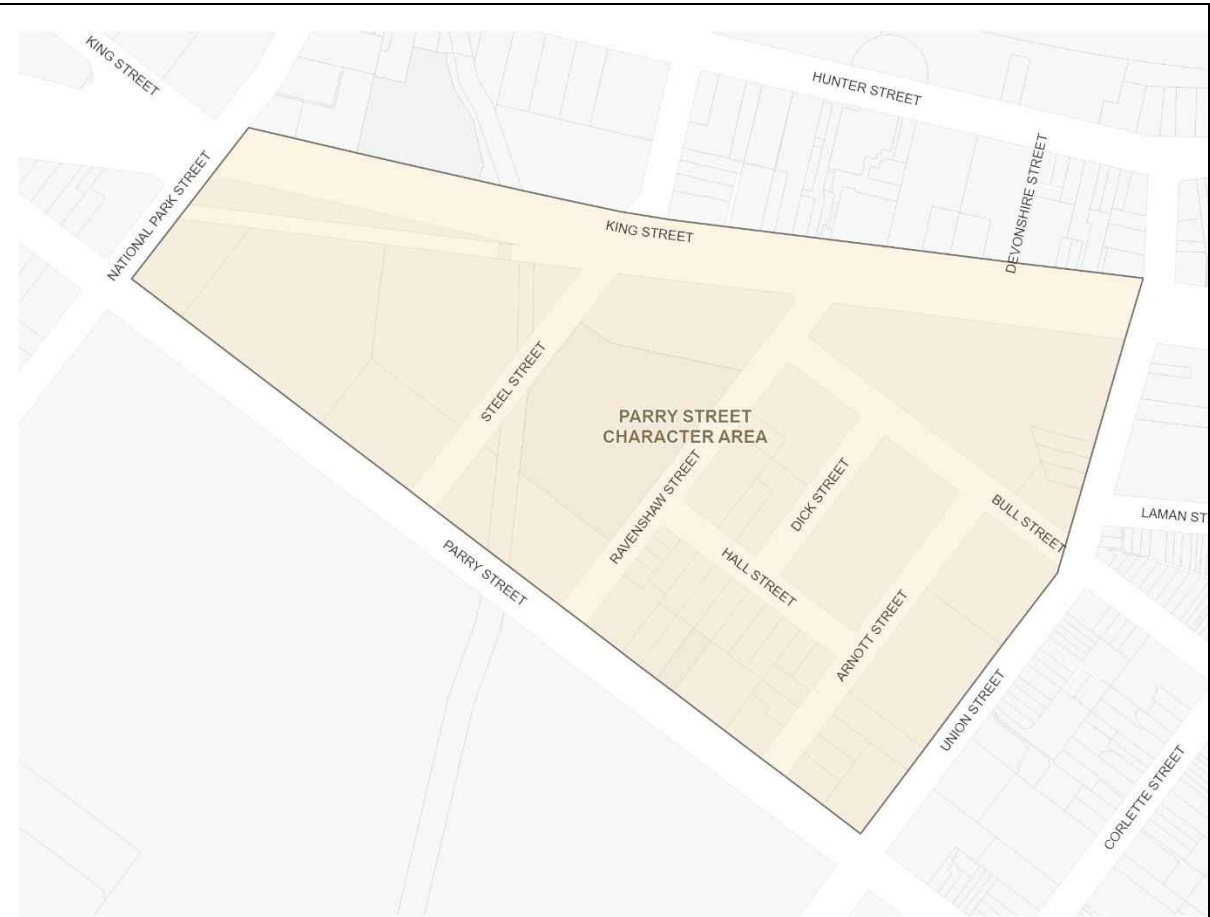 KING STREET
HUNTER STREET
DEVONSHIRE STREET
NATIONAL PARK STREET
KING STREET
STEEL STREET
PARRY STREET
CHARACTER AREA
RAVENSHAW STREET
DICK STREET
BULL STREET
LAMAN ST
PARRY STREET
HALL STREET
ARNOTT STREET
UNION STREET
CORLETTE STREET